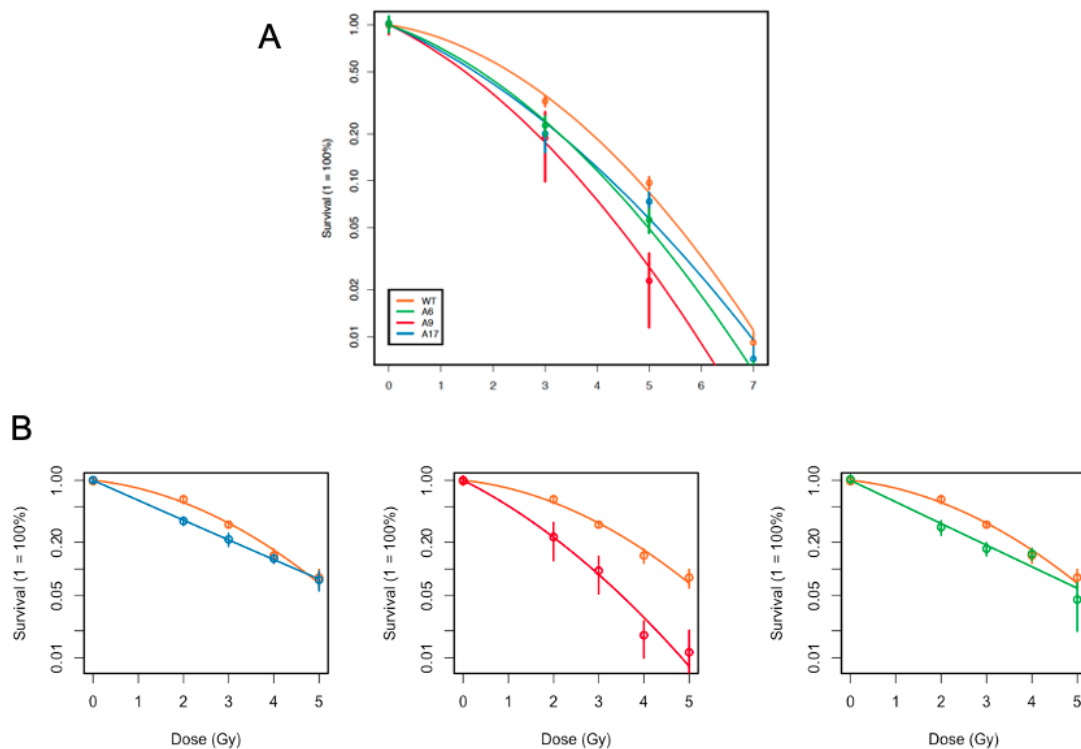 A
Survival (1 = 100%)
1.00
0.50
0.20
0.10
0.05
0.02
0.01
WT
A6
A9
A17
0 1 2 3 4 5 6 7
B
Survival (1 = 100%)
1.00
0.20
0.05
0.01
0 1 2 3 4 5
Dose (Gy)
Survival (1 = 100%)
1.00
0.20
0.05
0.01
0 1 2 3 4 5
Dose (Gy)
Survival (1 = 100%)
1.00
0.20
0.05
0.01
0 1 2 3 4 5
Dose (Gy)